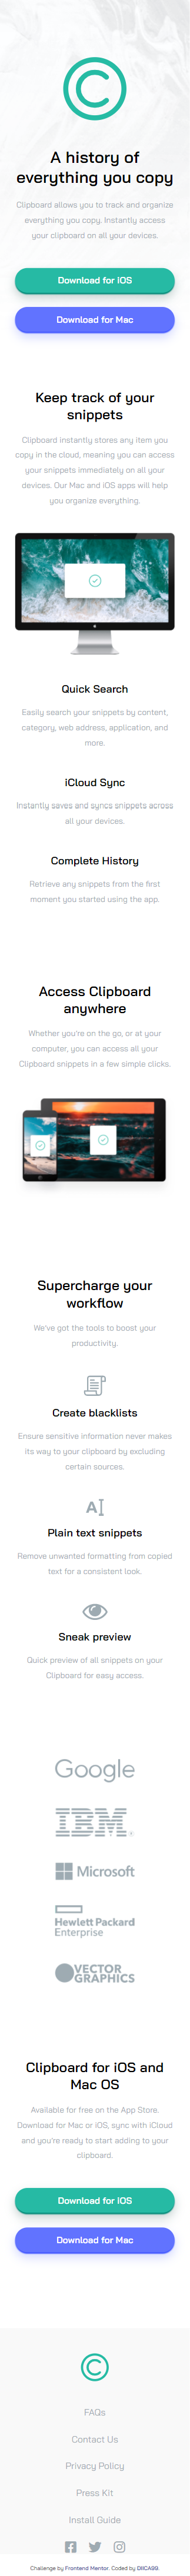 A history of
everything you copy
Clipboard allows you to track and organize
everything you copy. Instantly access
your clipboard on all your devices.
Download for iOS
Download for Mac
Keep track of your
snippets
Clipboard instantly stores any item you
copy in the cloud, meaning you can access
your snippets immediately on all your
devices. Our Mac and iOS apps will help
you organize everything.
Quick Search
Easily search your snippets by content,
category, web address, application, and
more.
iCloud Sync
Instantly saves and syncs snippets across
all your devices.
Complete History
Retrieve any snippets from the first
moment you started using the app.
Access Clipboard
anywhere
Whether you're on the go, or at your
computer, you can access all your
Clipboard snippets in a few simple clicks.
Supercharge your
workflow
We've got the tools to boost your
productivity.
Create blacklists
Ensure sensitive information never makes
its way to your clipboard by excluding
certain sources.
Plain text snippets
Remove unwanted formatting from copied
text for a consistent look.
Sneak preview
Quick preview of all snippets on your
Clipboard for easy access.
Google
IBM
Microsoft
Hewlett Packard
Enterprise
VECTOR
GRAPHICS
Clipboard for iOS and
Mac OS
Available for free on the App Store.
Download for Mac or iOS, sync with iCloud
and you're ready to start adding to your
clipboard.
Download for iOS
Download for Mac
FAQs
Contact Us
Privacy Policy
Press Kit
Install Guide
Challenge by Frontend Mentor. Coded by DIICA99.